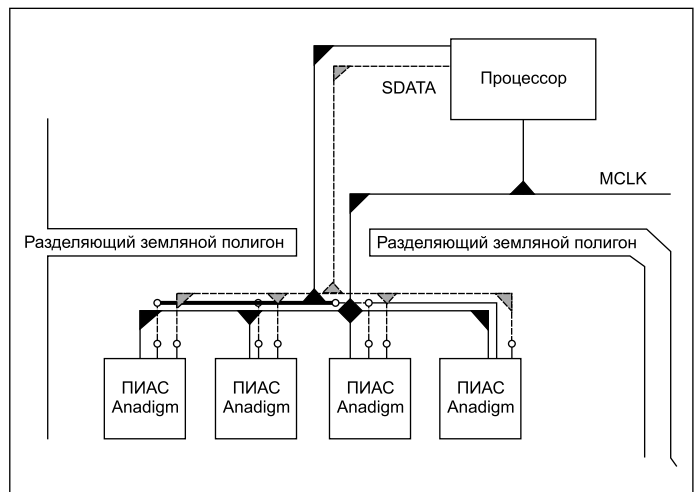 Процессор
SDATA
MCLK
Разделяющий земляной полигон
Разделяющий земляной полигон
ПИАС
Anadigm
ПИАС
Anadigm
ПИАС
Anadigm
ПИАС
Anadigm